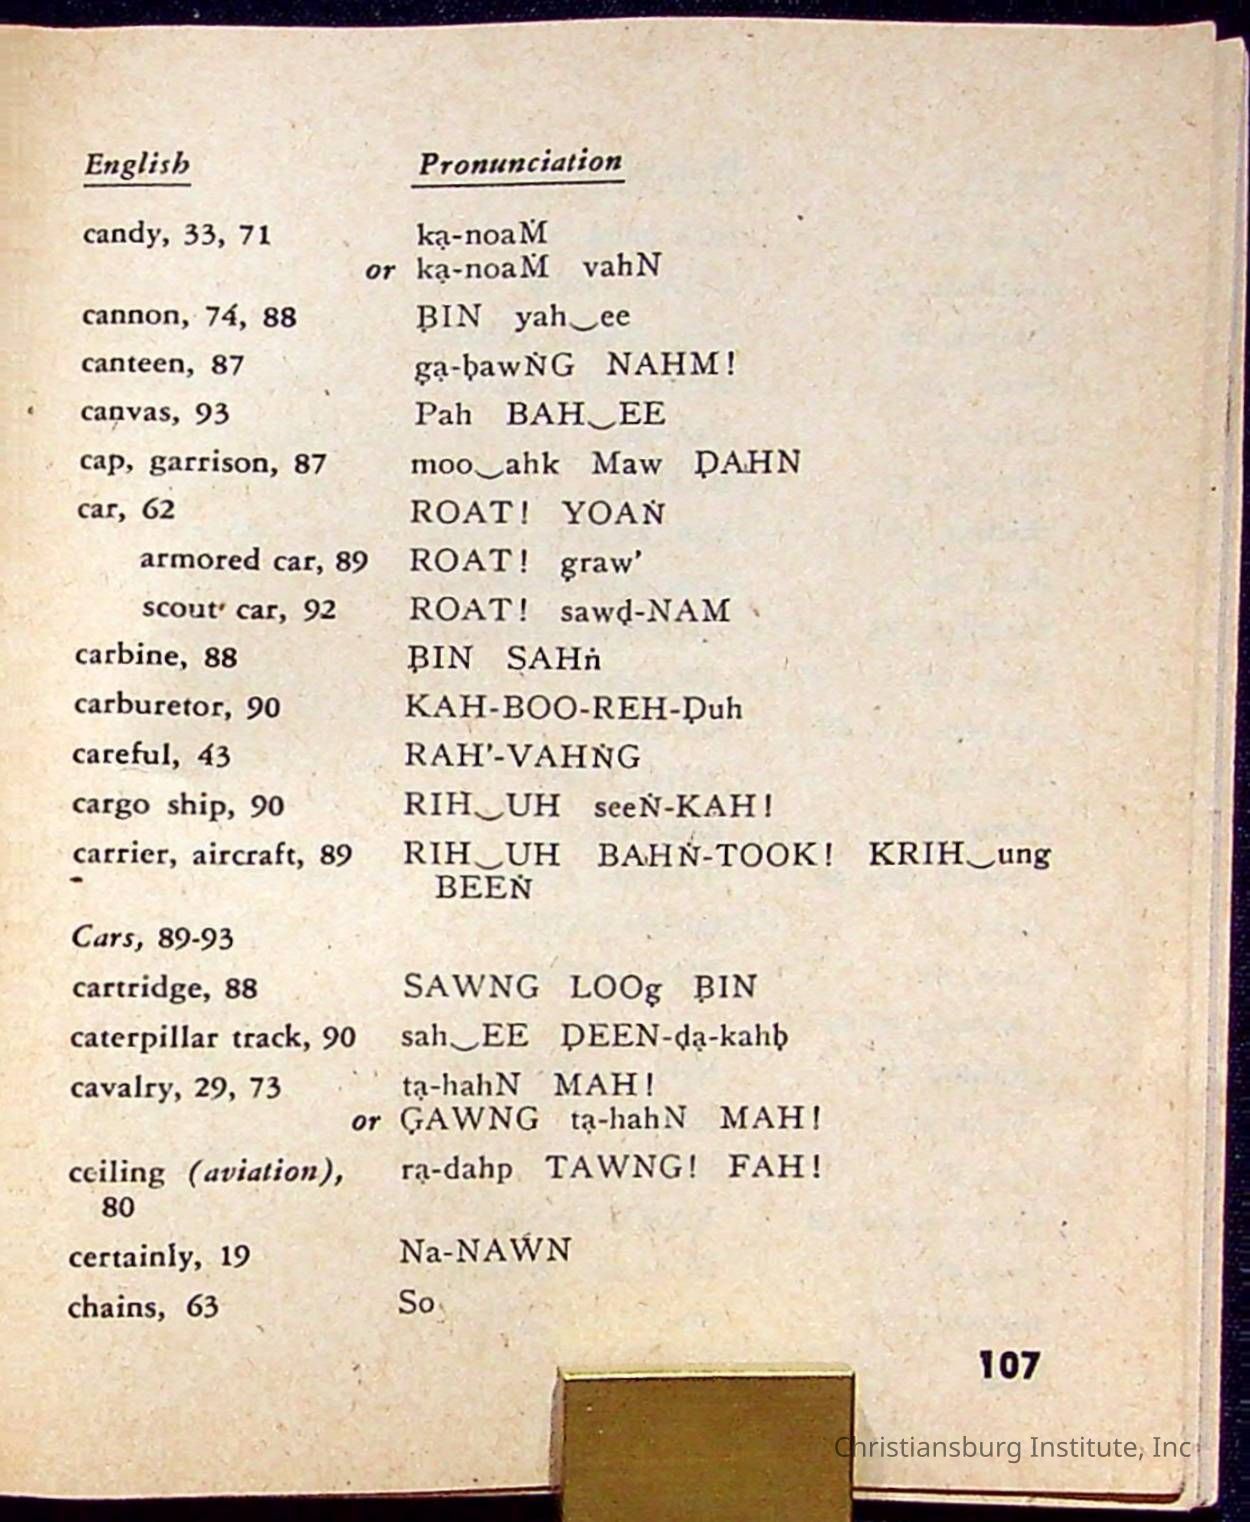 English Pronunciation
candy, 33, 71 kạ-noaṀ
or kạ-noaM vahN
cannon, 74, 88 ḄIN yah‿ee
canteen, 87 gạ-ḅawṄG NAHM!
canvas, 93 Pah BAH‿EE
cap, garrison, 87 moo‿ahk Maw ḌAHN
car, 62 ROAT! YOAṄ
armored car, 89 ROAT! graw’
scout car, 92 ROAT! sawḍ-NAM
carbine, 88 ḄIN SAHṅ
carburetor, 90 KAH-BOO-REH-Ḍuh
careful, 43 RAH’-VAHṄG
cargo ship, 90 RIH‿UH seeṄ-KAH!
carrier, aircraft, 89 RIH‿UH BAHṄ-TOOK! KRIH‿ung
BEEṄ
Cars, 89-93
cartridge, 88 SAWNG LOOg ḄIN
caterpillar track, 90 sah‿EE ḌEEN-ḍạ-kahḅ
cavalry, 29, 73 tạ-hahN MAH!
or G̣AWNG tạ-hahN MAH!
ceiling (aviation), rạ-dahp TAWNG! FAH!
80
certainly, 19 Na-NAẆN
chains, 63 So
107
Christiansburg Institute, Inc